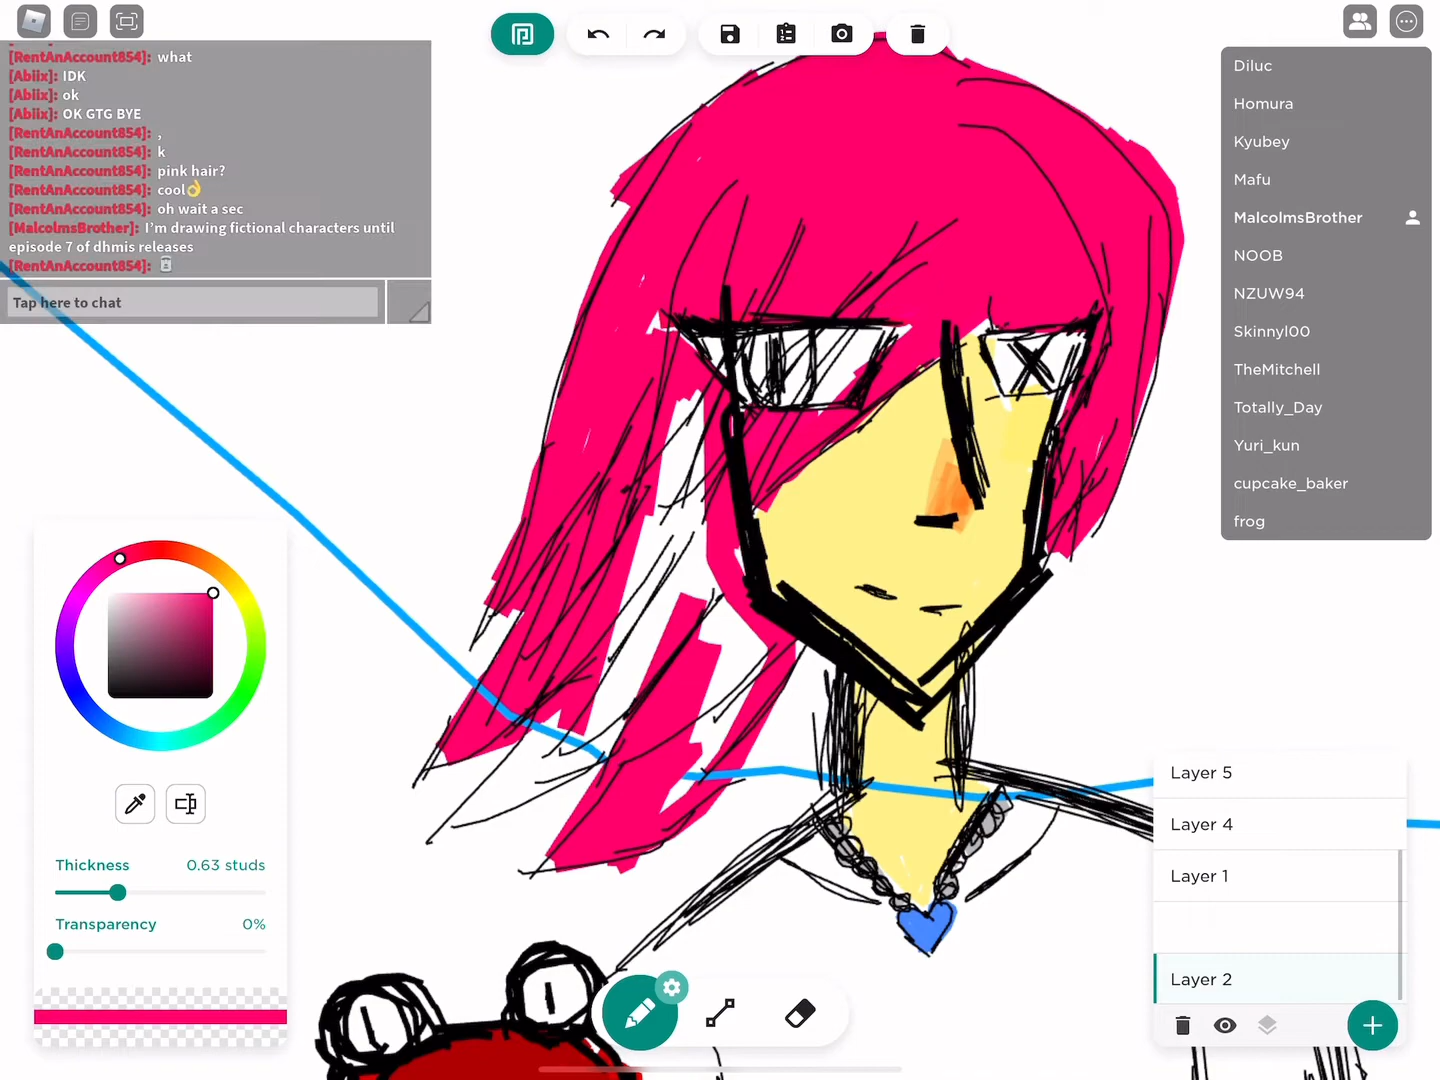 [RentAnAccount854]: what
[Abiix]: IDK
[Abiix]: ok
[Abiix]: OK GTG BYE
[RentAnAccount854]: ,
[RentAnAccount854]: k
[RentAnAccount854]: pink hair?
[RentAnAccount854]: cool👌
[RentAnAccount854]: oh wait a sec
[MalcolmsBrother]: I'm drawing fictional characters until
episode 7 of dhmis releases
[RentAnAccount854]:
Tap here to chat
Diluc
Homura
Kyubey
Mafu
MalcolmsBrother
NOOB
NZUW94
Skinnyl00
TheMitchell
Totally_Day
Yuri_kun
cupcake_baker
frog
Thickness 0.63 studs
Transparency 0%
Layer 5
Layer 4
Layer 1
Layer 2